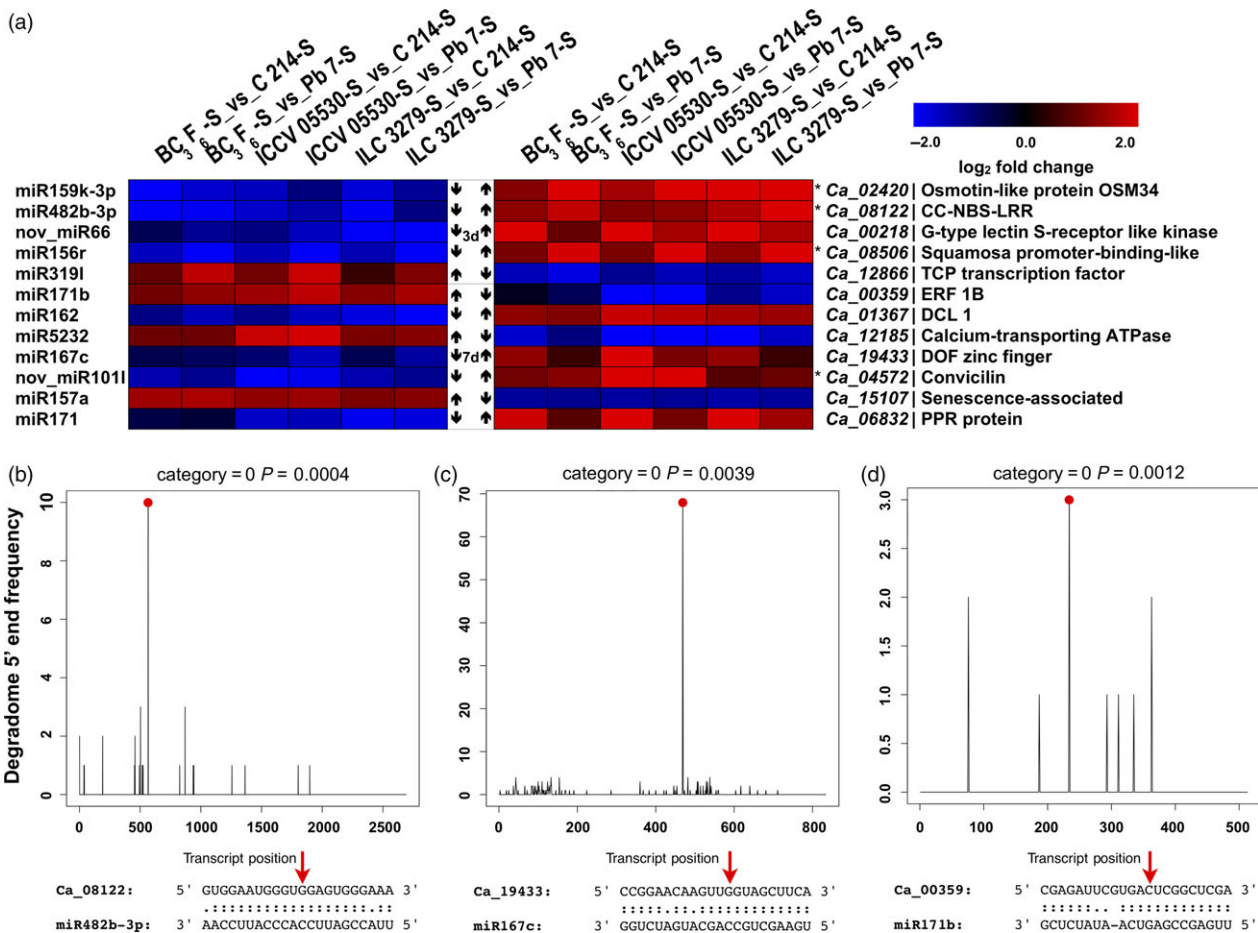 (a)
BC3F6-S_vs_C 214-S
BC3F6-S_vs_Pb 7-S
ICCV 05530-S_vs_C 214-S
ICCV 05530-S_vs_Pb 7-S
ILC 3279-S_vs_C 214-S
ILC 3279-S_vs_Pb 7-S
BC3F6-S_vs_C 214-S
BC3F6-S_vs_Pb 7-S
ICCV 05530-S_vs_C 214-S
ICCV 05530-S_vs_Pb 7-S
ILC 3279-S_vs_C 214-S
ILC 3279-S_vs_Pb 7-S
−2.0 0.0 2.0
log2 fold change
miR159k-3p * Ca_02420 | Osmotin-like protein OSM34
miR482b-3p * Ca_08122 | CC-NBS-LRR
nov_miR66 3d Ca_00218 | G-type lectin S-receptor like kinase
miR156r * Ca_08506 | Squamosa promoter-binding-like
miR319l Ca_12866 | TCP transcription factor
miR171b Ca_00359 | ERF 1B
miR162 Ca_01367 | DCL 1
miR5232 Ca_12185 | Calcium-transporting ATPase
miR167c 7d Ca_19433 | DOF zinc finger
nov_miR101l * Ca_04572 | Convicilin
miR157a Ca_15107 | Senescence-associated
miR171 Ca_06832 | PPR protein
(b)
category = 0 P = 0.0004
Degradome 5' end frequency
10
8
6
4
2
0
0 500 1000 1500 2000 2500
Transcript position
Ca_08122: 5' GUGGAAUGGGUGGAGUGGGAAA 3'
.::::::::::::::::.::
miR482b-3p: 3' AACCUUACCCACCUUAGCCAUU 5'
(c)
category = 0 P = 0.0039
70
60
50
40
30
20
10
0
0 200 400 600 800
Transcript position
Ca_19433: 5' CCGGAACAAGUUGGUAGCUUCA 3'
:::::.::.::::::::::::
miR167c: 3' GGUCUAGUACGACCGUCGAAGU 5'
(d)
category = 0 P = 0.0012
3.0
2.5
2.0
1.5
1.0
0.5
0.0
0 100 200 300 400 500
Transcript position
Ca_00359: 5' CGAGAUUCGUGACUCGGCUCGA 3'
::::::.. ::::::::::::.
miR171b: 3' GCUCUAUA-ACUGAGCCGAGUU 5'